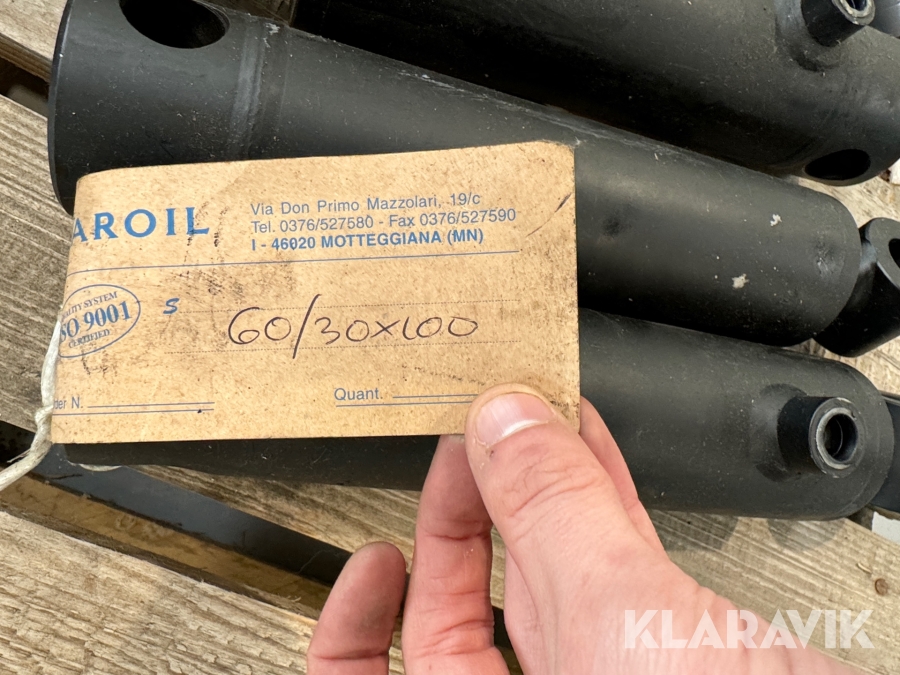 AROIL
Via Don Primo Mazzolari, 19/c
Tel. 0376/527580 - Fax 0376/527590
I - 46020 MOTTEGGIANA (MN)
SYSTEM
ISO 9001
CERTIFIED
S
60/30x100
N.
Quant.
KLARAVIK